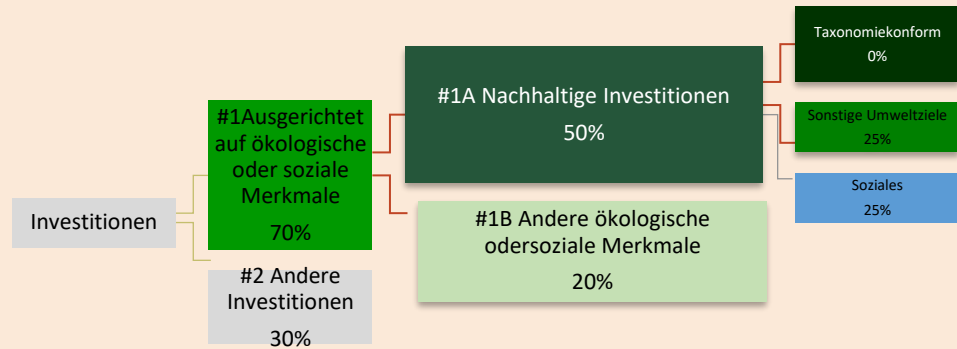 Investitionen
#1Ausgerichtet
auf ökologische
oder soziale
Merkmale
70%
#2 Andere
Investitionen
30%
#1A Nachhaltige Investitionen
50%
#1B Andere ökologische
odersoziale Merkmale
20%
Taxonomiekonform
0%
Sonstige Umweltziele
25%
Soziales
25%